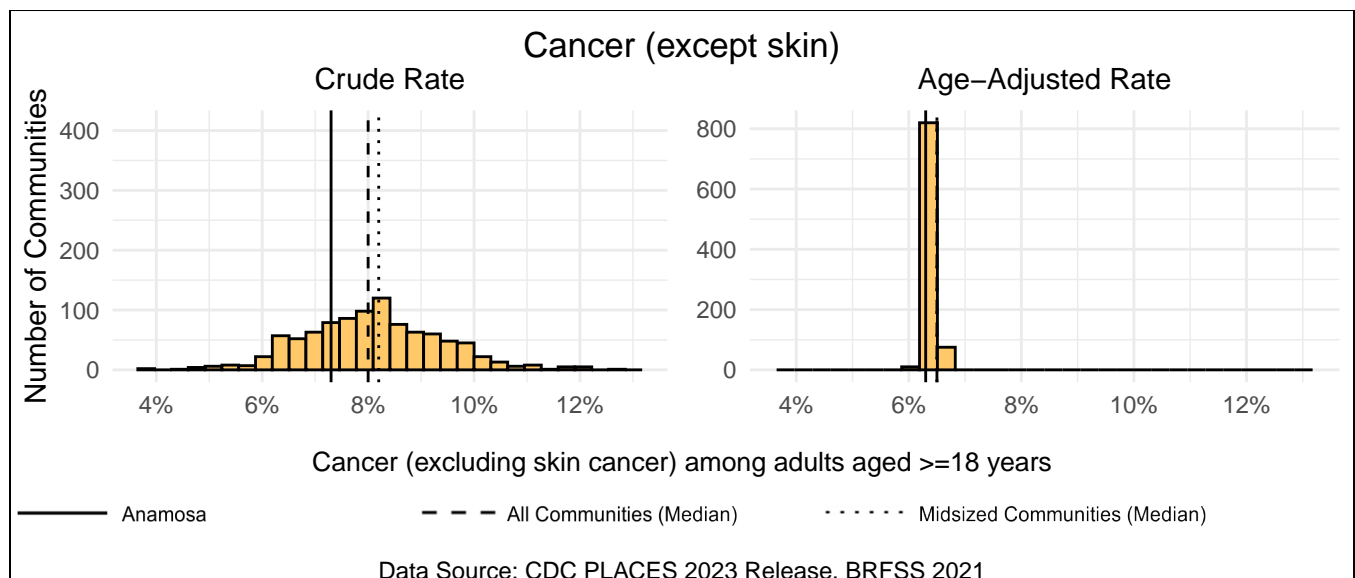 Cancer (except skin)
Crude Rate
Age−Adjusted Rate
Number of Communities
400
300
200
100
0
4%
6%
8%
10%
12%
800
600
400
200
0
4%
6%
8%
10%
12%
Cancer (excluding skin cancer) among adults aged >=18 years
Anamosa
All Communities (Median)
Midsized Communities (Median)
Data Source: CDC PLACES 2023 Release, BRFSS 2021